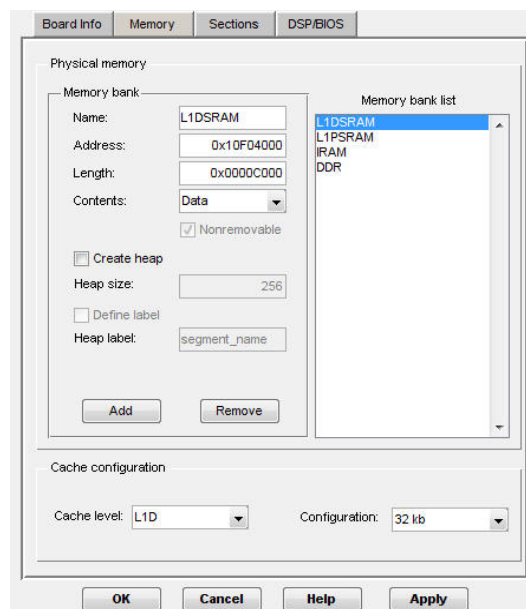 Board Info Memory Sections DSP/BIOS
Physical memory
Memory bank
Name: L1DSRAM
Address: 0x10F04000
Length: 0x0000C000
Contents: Data
Nonremovable
Create heap
Heap size: 256
Define label
Heap label: segment_name
Add Remove
Memory bank list
L1DSRAM
L1PSRAM
IRAM
DDR
Cache configuration
Cache level: L1D Configuration: 32 kb
OK Cancel Help Apply